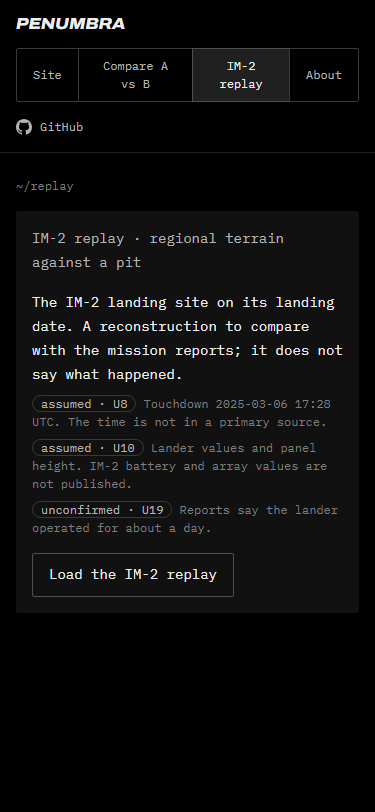 PENUMBRA
Site
Compare A
vs B
IM-2
replay
About
GitHub
~/replay
IM-2 replay · regional terrain
against a pit
The IM-2 landing site on its landing
date. A reconstruction to compare
with the mission reports; it does not
say what happened.
assumed · U8 Touchdown 2025-03-06 17:28
UTC. The time is not in a primary source.
assumed · U10 Lander values and panel
height. IM-2 battery and array values are
not published.
unconfirmed · U19 Reports say the lander
operated for about a day.
Load the IM-2 replay